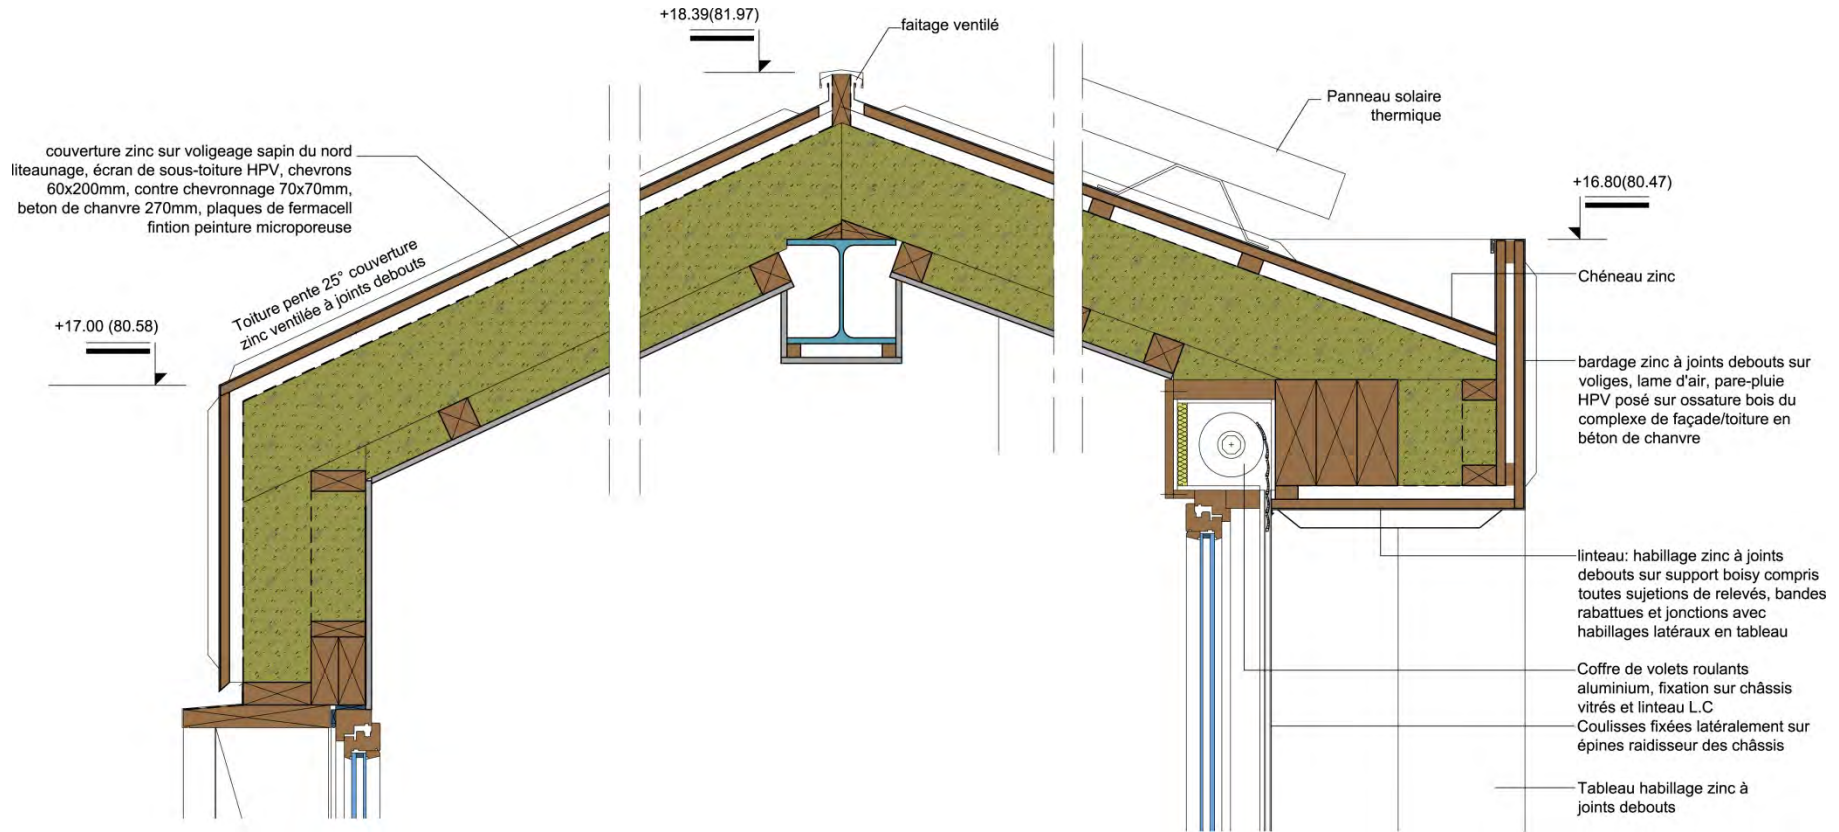 +18.39(81.97)
faitage ventilé
Panneau solaire
thermique
couverture zinc sur voligeage sapin du nord
liteaunage, écran de sous-toiture HPV, chevrons
60x200mm, contre chevronnage 70x70mm,
beton de chanvre 270mm, plaques de fermacell
fintion peinture microporeuse
+16.80(80.47)
Toiture pente 25° couverture
zinc ventilée à joints debouts
Chéneau zinc
+17.00 (80.58)
bardage zinc à joints debouts sur
voliges, lame d'air, pare-pluie
HPV posé sur ossature bois du
complexe de façade/toiture en
béton de chanvre
linteau: habillage zinc à joints
debouts sur support boisy compris
toutes sujetions de relevés, bandes
rabattues et jonctions avec
habillages latéraux en tableau
Coffre de volets roulants
aluminium, fixation sur châssis
vitrés et linteau L.C
Coulisses fixées latéralement sur
épines raidisseur des châssis
Tableau habillage zinc à
joints debouts